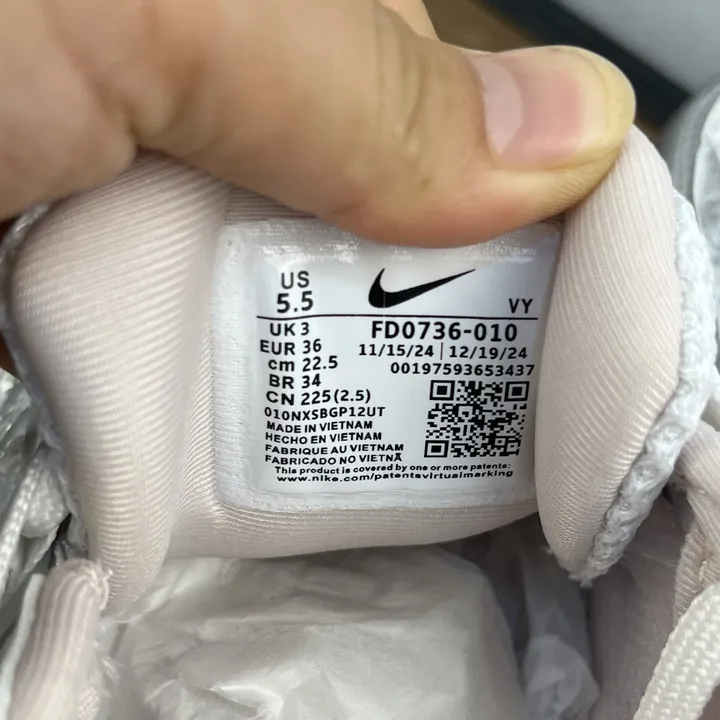 US
5.5
VY
UK 3
EUR 36
cm 22.5
BR 34
CN 225(2.5)
FD0736-010
11/15/24 | 12/19/24
00197593653437
010NXSBGP12UT
MADE IN VIETNAM
HECHO EN VIETNAM
FABRIQUE AU VIETNAM
FABRICADO NO VIETNÃ
This product is covered by one or more patents:
www.nike.com/patentsvirtualmarking